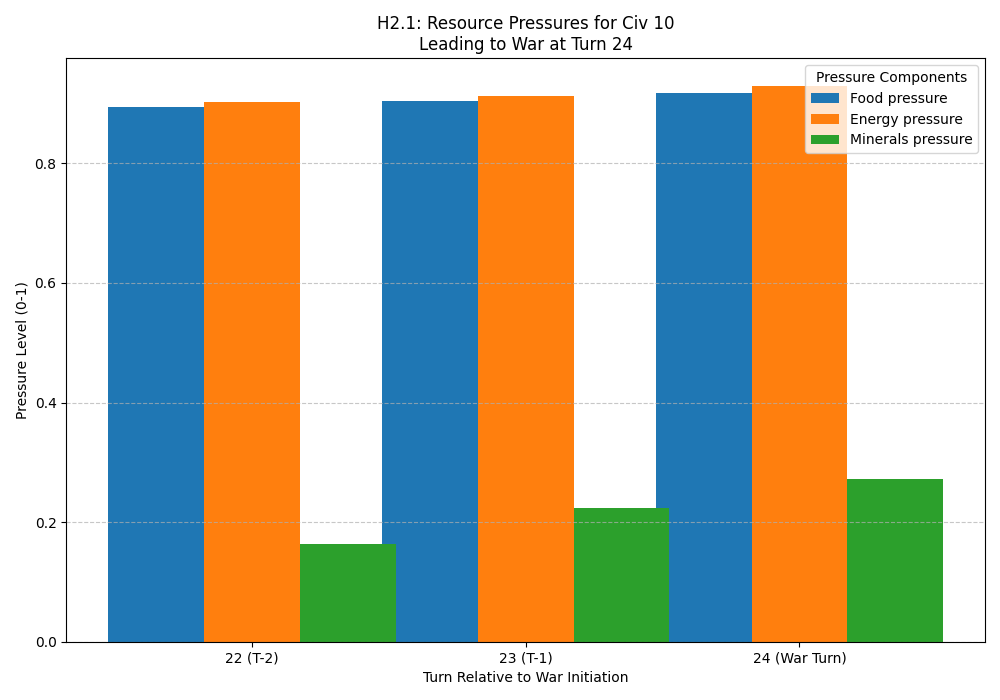 H2.1: Resource Pressures for Civ 10
Leading to War at Turn 24
Pressure Components
Food pressure
Energy pressure
Minerals pressure
Pressure Level (0-1)
0.8
0.6
0.4
0.2
0.0
22 (T-2)
23 (T-1)
24 (War Turn)
Turn Relative to War Initiation